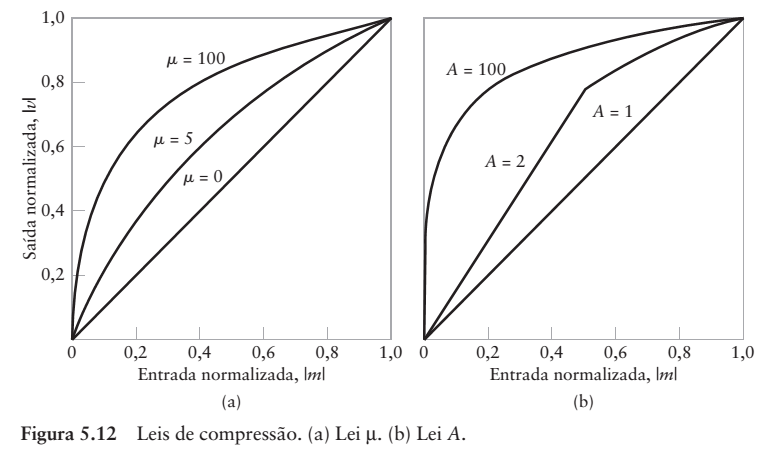 1,0
0,8
0,6
0,4
0,2
Saída normalizada, |v|
μ = 100
μ = 5
μ = 0
0 0,2 0,4 0,6 0,8 1,0
Entrada normalizada, |m|
(a)
A = 100
A = 1
A = 2
0 0,2 0,4 0,6 0,8 1,0
Entrada normalizada, |m|
(b)
Figura 5.12 Leis de compressão. (a) Lei μ. (b) Lei A.